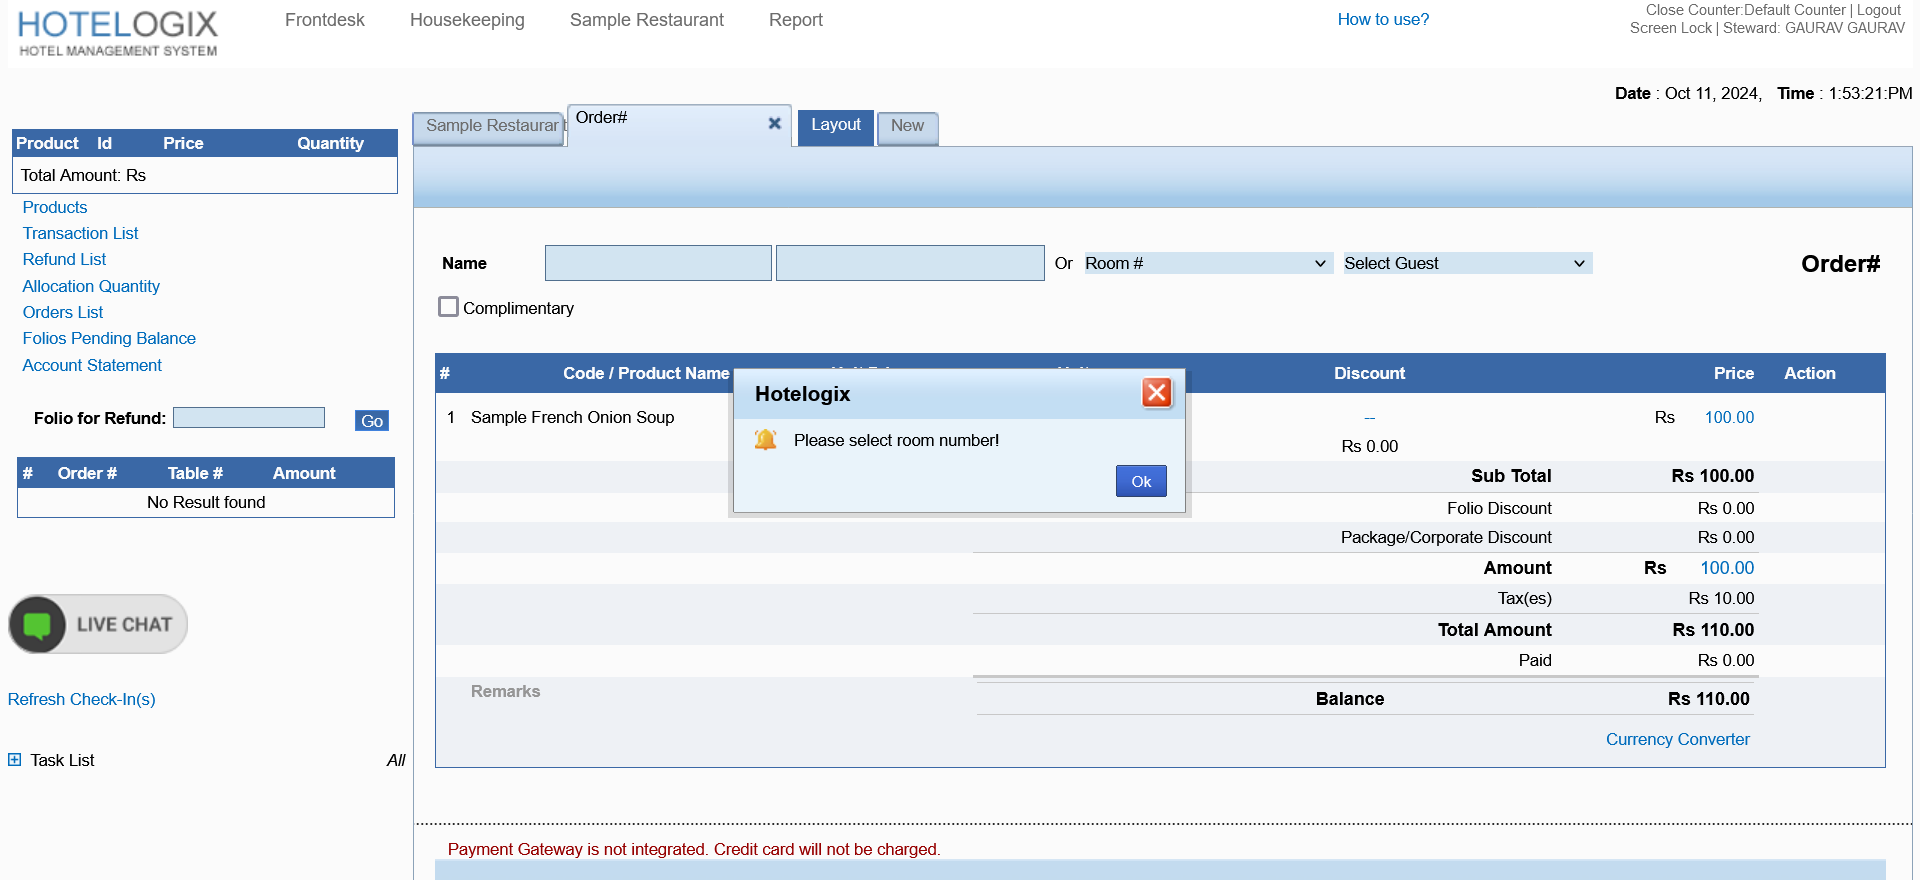 HOTELOGIX
HOTEL MANAGEMENT SYSTEM
Frontdesk Housekeeping Sample Restaurant Report
How to use?
Close Counter:Default Counter | Logout
Screen Lock | Steward: GAURAV GAURAV
Date : Oct 11, 2024, Time : 1:53:21:PM
Sample Restaurant Order# Layout New
Product Id Price Quantity
Total Amount: Rs
Products
Transaction List
Refund List
Allocation Quantity
Orders List
Folios Pending Balance
Account Statement
Folio for Refund: Go
# Order # Table # Amount
No Result found
LIVE CHAT
Refresh Check-In(s)
Task List All
Name Or Room # Select Guest Order#
Complimentary
# Code / Product Name Discount Price Action
1 Sample French Onion Soup -- Rs 100.00
Rs 0.00
Hotelogix
Please select room number!
Ok
Sub Total Rs 100.00
Folio Discount Rs 0.00
Package/Corporate Discount Rs 0.00
Amount Rs 100.00
Tax(es) Rs 10.00
Total Amount Rs 110.00
Paid Rs 0.00
Remarks Balance Rs 110.00
Currency Converter
Payment Gateway is not integrated. Credit card will not be charged.